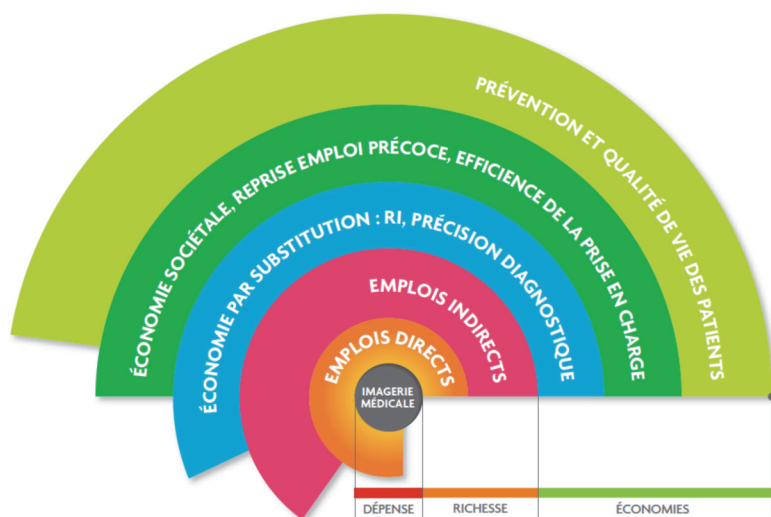 PRÉVENTION ET QUALITÉ DE VIE DES PATIENTS
ÉCONOMIE SOCIÉTALE, REPRISE EMPLOI PRÉCOCE, EFFICIENCE DE LA PRISE EN CHARGE
ÉCONOMIE PAR SUBSTITUTION : RI, PRÉCISION DIAGNOSTIQUE
EMPLOIS INDIRECTS
EMPLOIS DIRECTS
IMAGERIE
MÉDICALE
DÉPENSE
RICHESSE
ÉCONOMIES